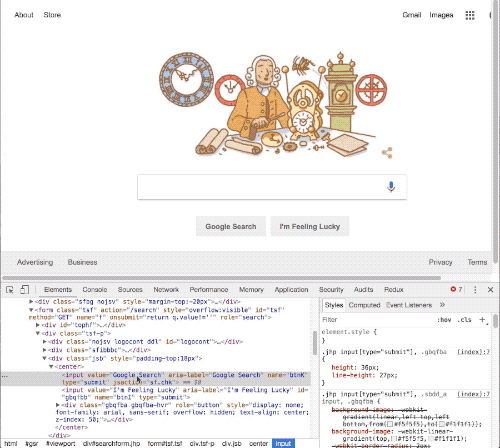 About Store Gmail Images
Google Search I'm Feeling Lucky
Advertising Business Privacy Terms
Elements Console Sources Network Performance Memory Application Security Audits Redux 7
<div class="sfbg nojsv" style="margin-top:-20px">…</div>
<form class="tsf" action="/search" style="overflow:visible" id="tsf"
method="GET" name="f" onsubmit="return q.value!=''" role="search">
<div id="tophf">…</div>
<div class="tsf-p">
<div class="nojsv logocont ddl" id="logocont">…</div>
<div class="sfibbbc">…</div>
<div class="jsb" style="padding-top:18px">
<center>
<input value="Google Search" aria-label="Google Search" name="btnK"
type="submit" jsaction="sf.chk"> == $0
<input value="I'm Feeling Lucky" aria-label="I'm Feeling Lucky" id=
"gbqfbb" name="btnI" type="submit">
<div class="gbqfba gbqfba-hvr" role="button" style="display: none;
font-family: arial, sans-serif; overflow: hidden; text-align: center;
z-index: 50;">…</div>
</center>
</div>
html #gsr #viewport div#searchform.jhp form#tsf.tsf div.tsf-p div.jsb center input
Styles Computed Event Listeners »
Filter :hov .cls +
element.style {
}
.jhp input[type="submit"], .gbqfba (index):7
{
height: 36px;
line-height: 27px;
}
input[type="submit"], .sbdd_a (index):7
input, .gbqfba {
background-image: -webkit-
gradient(linear,left top,left
bottom,from(#f5f5f5),to(#f1f1f1));
background-image: -webkit-linear-
gradient(top,#f5f5f5,#f1f1f1);
-webkit-border-radius: 2px;